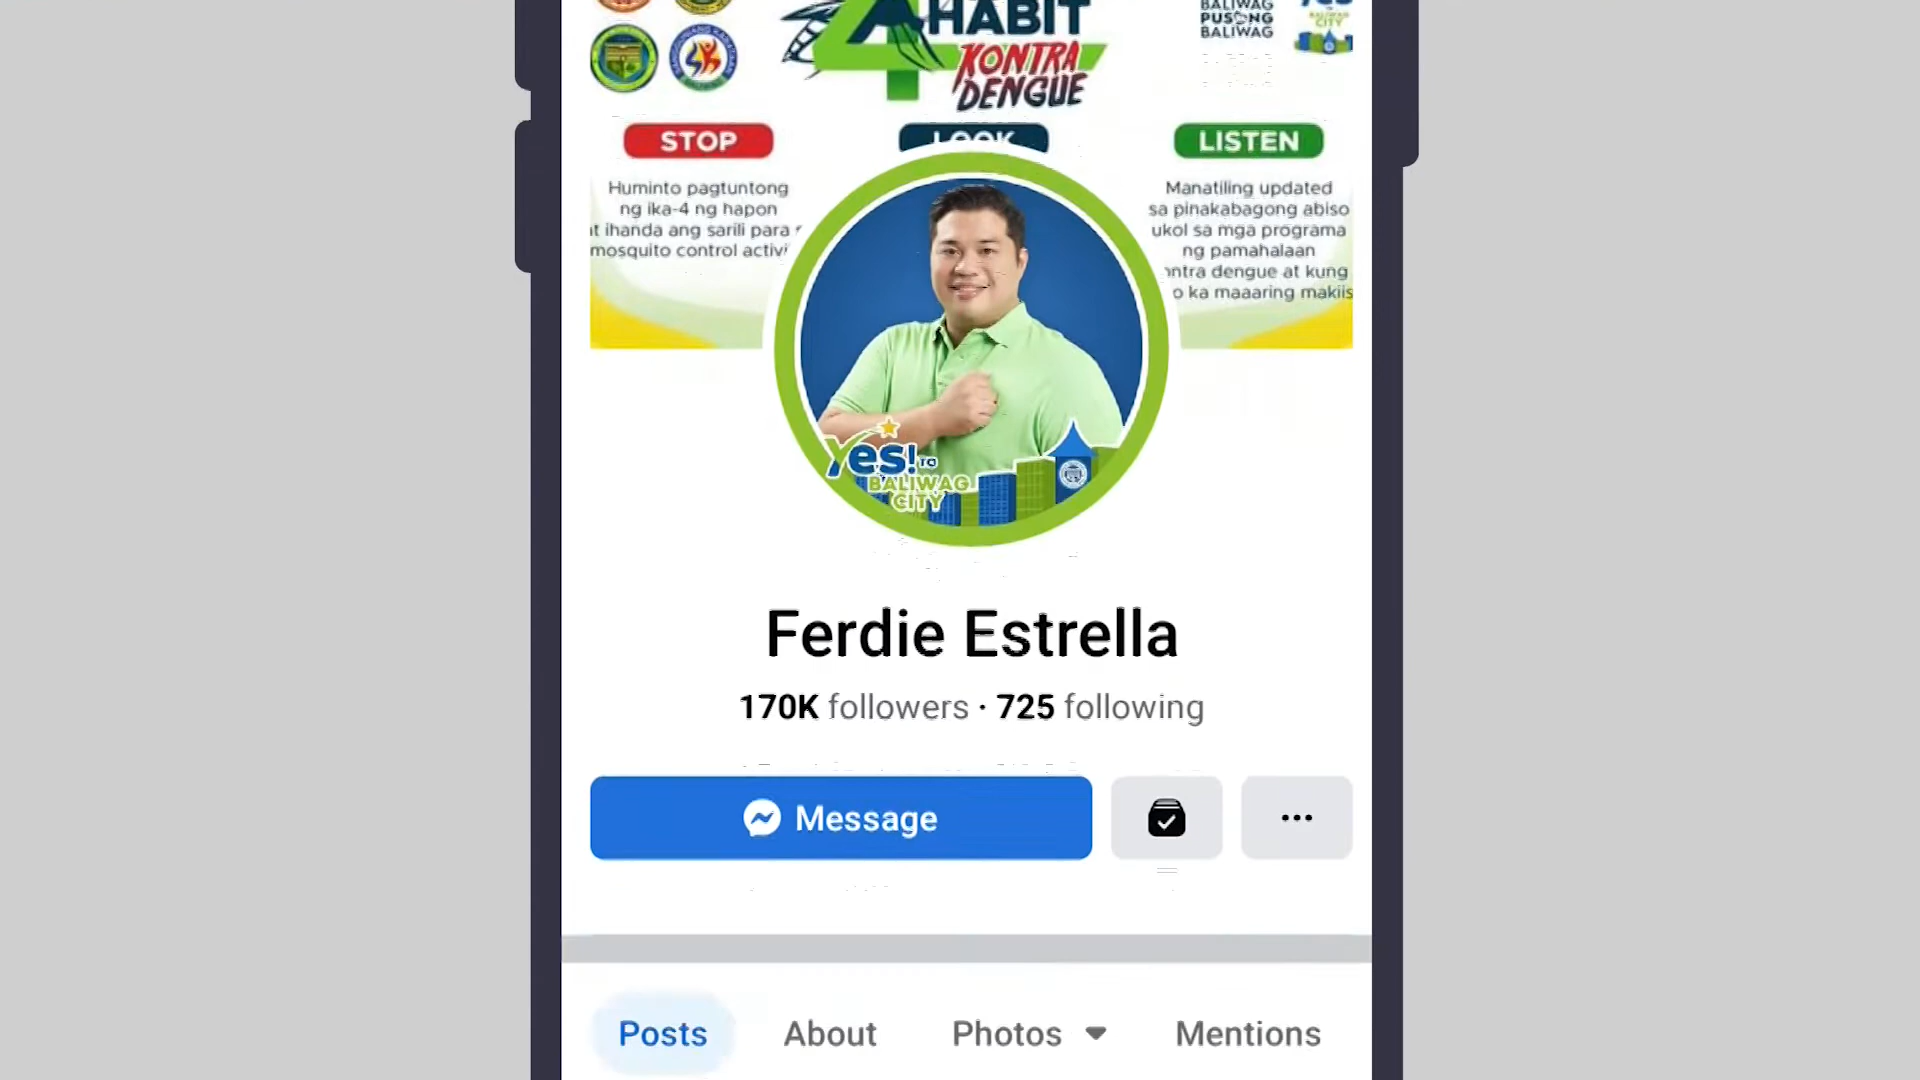 HABIT
4
KONTRA
DENGUE
BALIWAG
PUSONG
BALIWAG
STOP
LOOK
LISTEN
Huminto pagtuntong
ng ika-4 ng hapon
ihanda ang sarili para
mosquito control
Manatiling updated
sa pinakabagong abiso
ukol sa mga programa
ng pamahalaan
dengue at kung
ka maaaring
Yes! TO
BALIWAG
CITY
Ferdie Estrella
170K followers · 725 following
Message
Posts About Photos Mentions